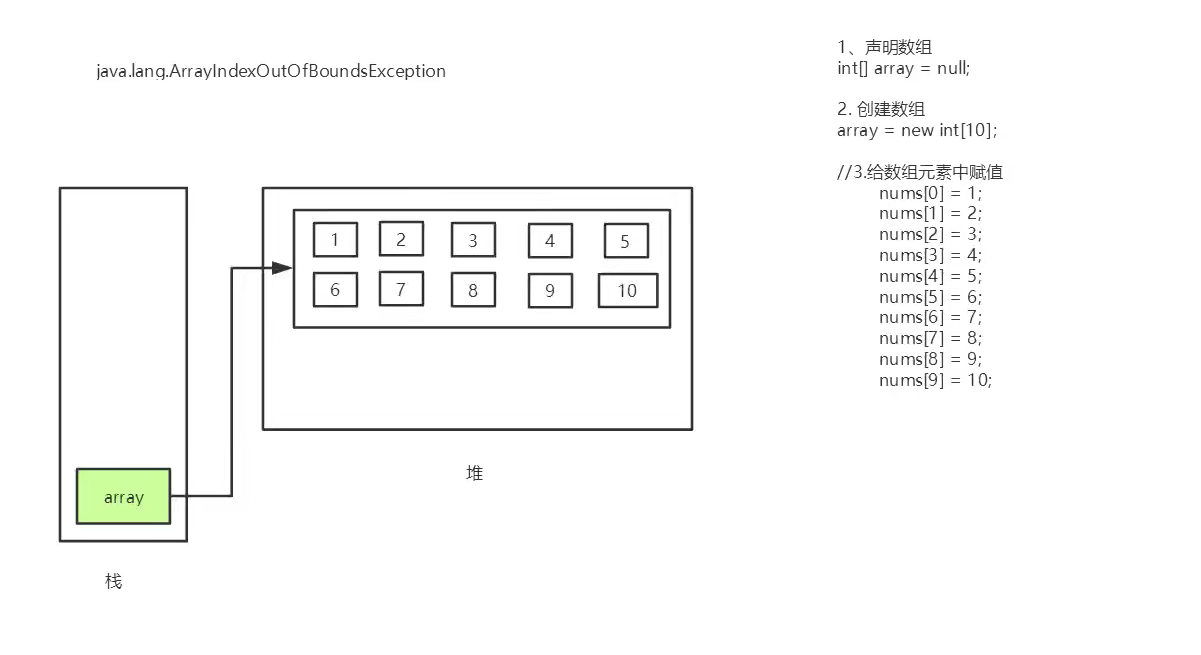 java.lang.ArrayIndexOutOfBoundsException
1、声明数组
int[] array = null;
2. 创建数组
array = new int[10];
//3.给数组元素中赋值
nums[0] = 1;
nums[1] = 2;
nums[2] = 3;
nums[3] = 4;
nums[4] = 5;
nums[5] = 6;
nums[6] = 7;
nums[7] = 8;
nums[8] = 9;
nums[9] = 10;
1 2 3 4 5
6 7 8 9 10
堆
array
栈